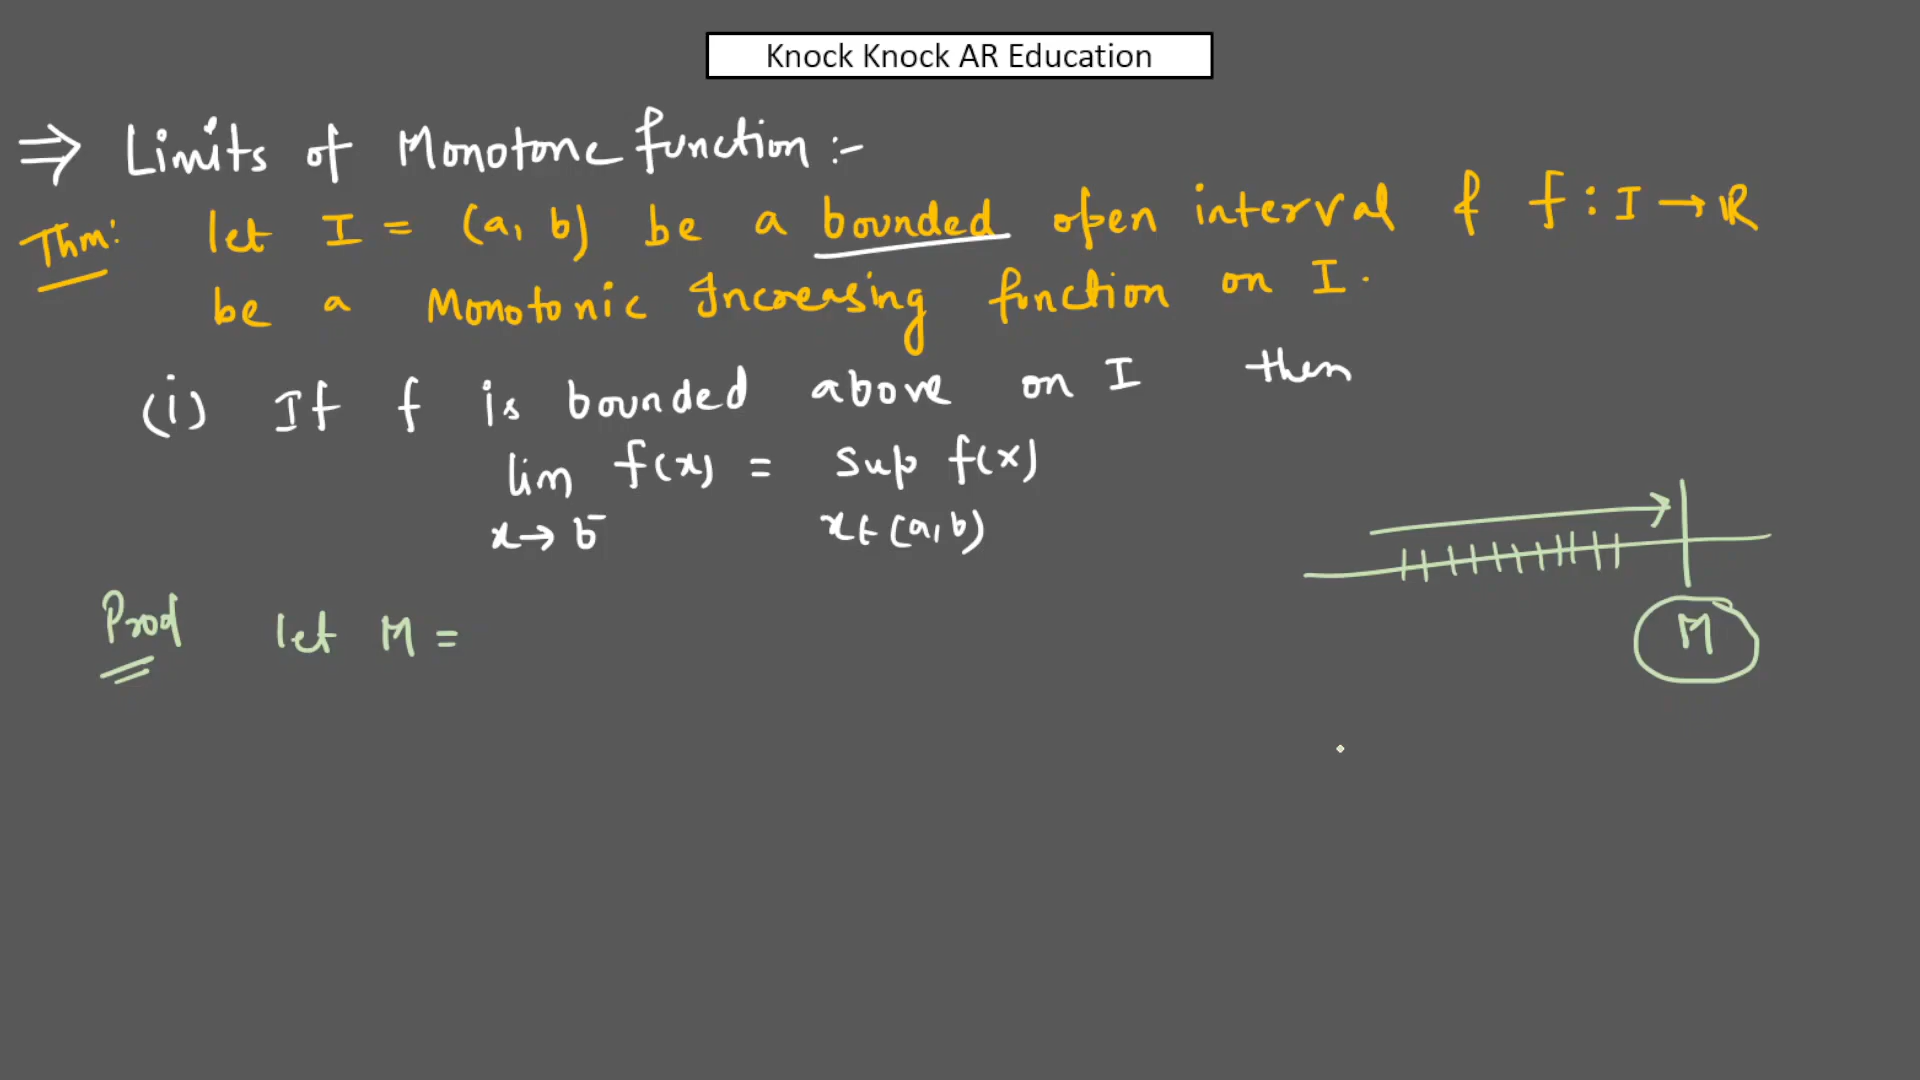 Knock Knock AR Education
⇒ Limits of Monotone function :-
Thm: let I = (a, b) be a bounded open interval & f : I → ℝ
be a Monotonic Increasing function on I.
(i) If f is bounded above on I then
lim f(x) = sup f(x)
x→b⁻ x∈(a,b)
Proof let M =
M